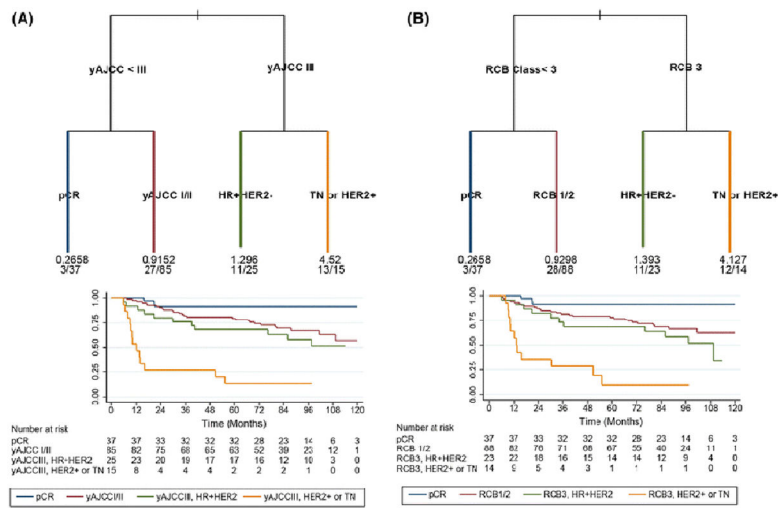 (A)
yAJCC < III
yAJCC III
pCR
yAJCC I/II
HR+HER2-
TN or HER2+
0.2658
0.9152
1.296
4.52
3/37
27/85
11/25
13/15
1.00
0.75
0.50
0.25
0.00
0 12 24 36 48 60 72 84 96 108 120
Time (Months)
Number at risk
pCR 37 37 33 32 32 32 28 23 14 6 3
yAJCC I/II 85 82 75 68 65 63 52 39 23 12 1
yAJCCIII, HR+HER2 25 23 20 19 17 17 16 12 10 3 0
yAJCCIII, HER2+ or TN 15 8 4 4 4 2 2 2 1 0 0
pCR
yAJCCI/II
yAJCCIII, HR+HER2
yAJCCIII, HER2+ or TN
(B)
RCB Class< 3
RCB 3
pCR
RCB 1/2
HR+HER2-
TN or HER2+
0.2658
0.9298
1.393
4.127
3/37
28/88
11/23
12/14
1.00
0.75
0.50
0.25
0.00
0 12 24 36 48 60 72 84 96 108 120
Time (Months)
Number at risk
pCR 37 37 33 32 32 32 28 23 14 6 3
RCB 1/2 88 82 76 71 68 67 55 40 24 11 1
RCB3, HR+HER2 23 22 18 16 15 14 14 12 9 4 0
RCB3, HER2+ or TN 14 9 5 4 3 1 1 1 1 0 0
pCR
RCB1/2
RCB3, HR+HER2
RCB3, HER2+ or TN